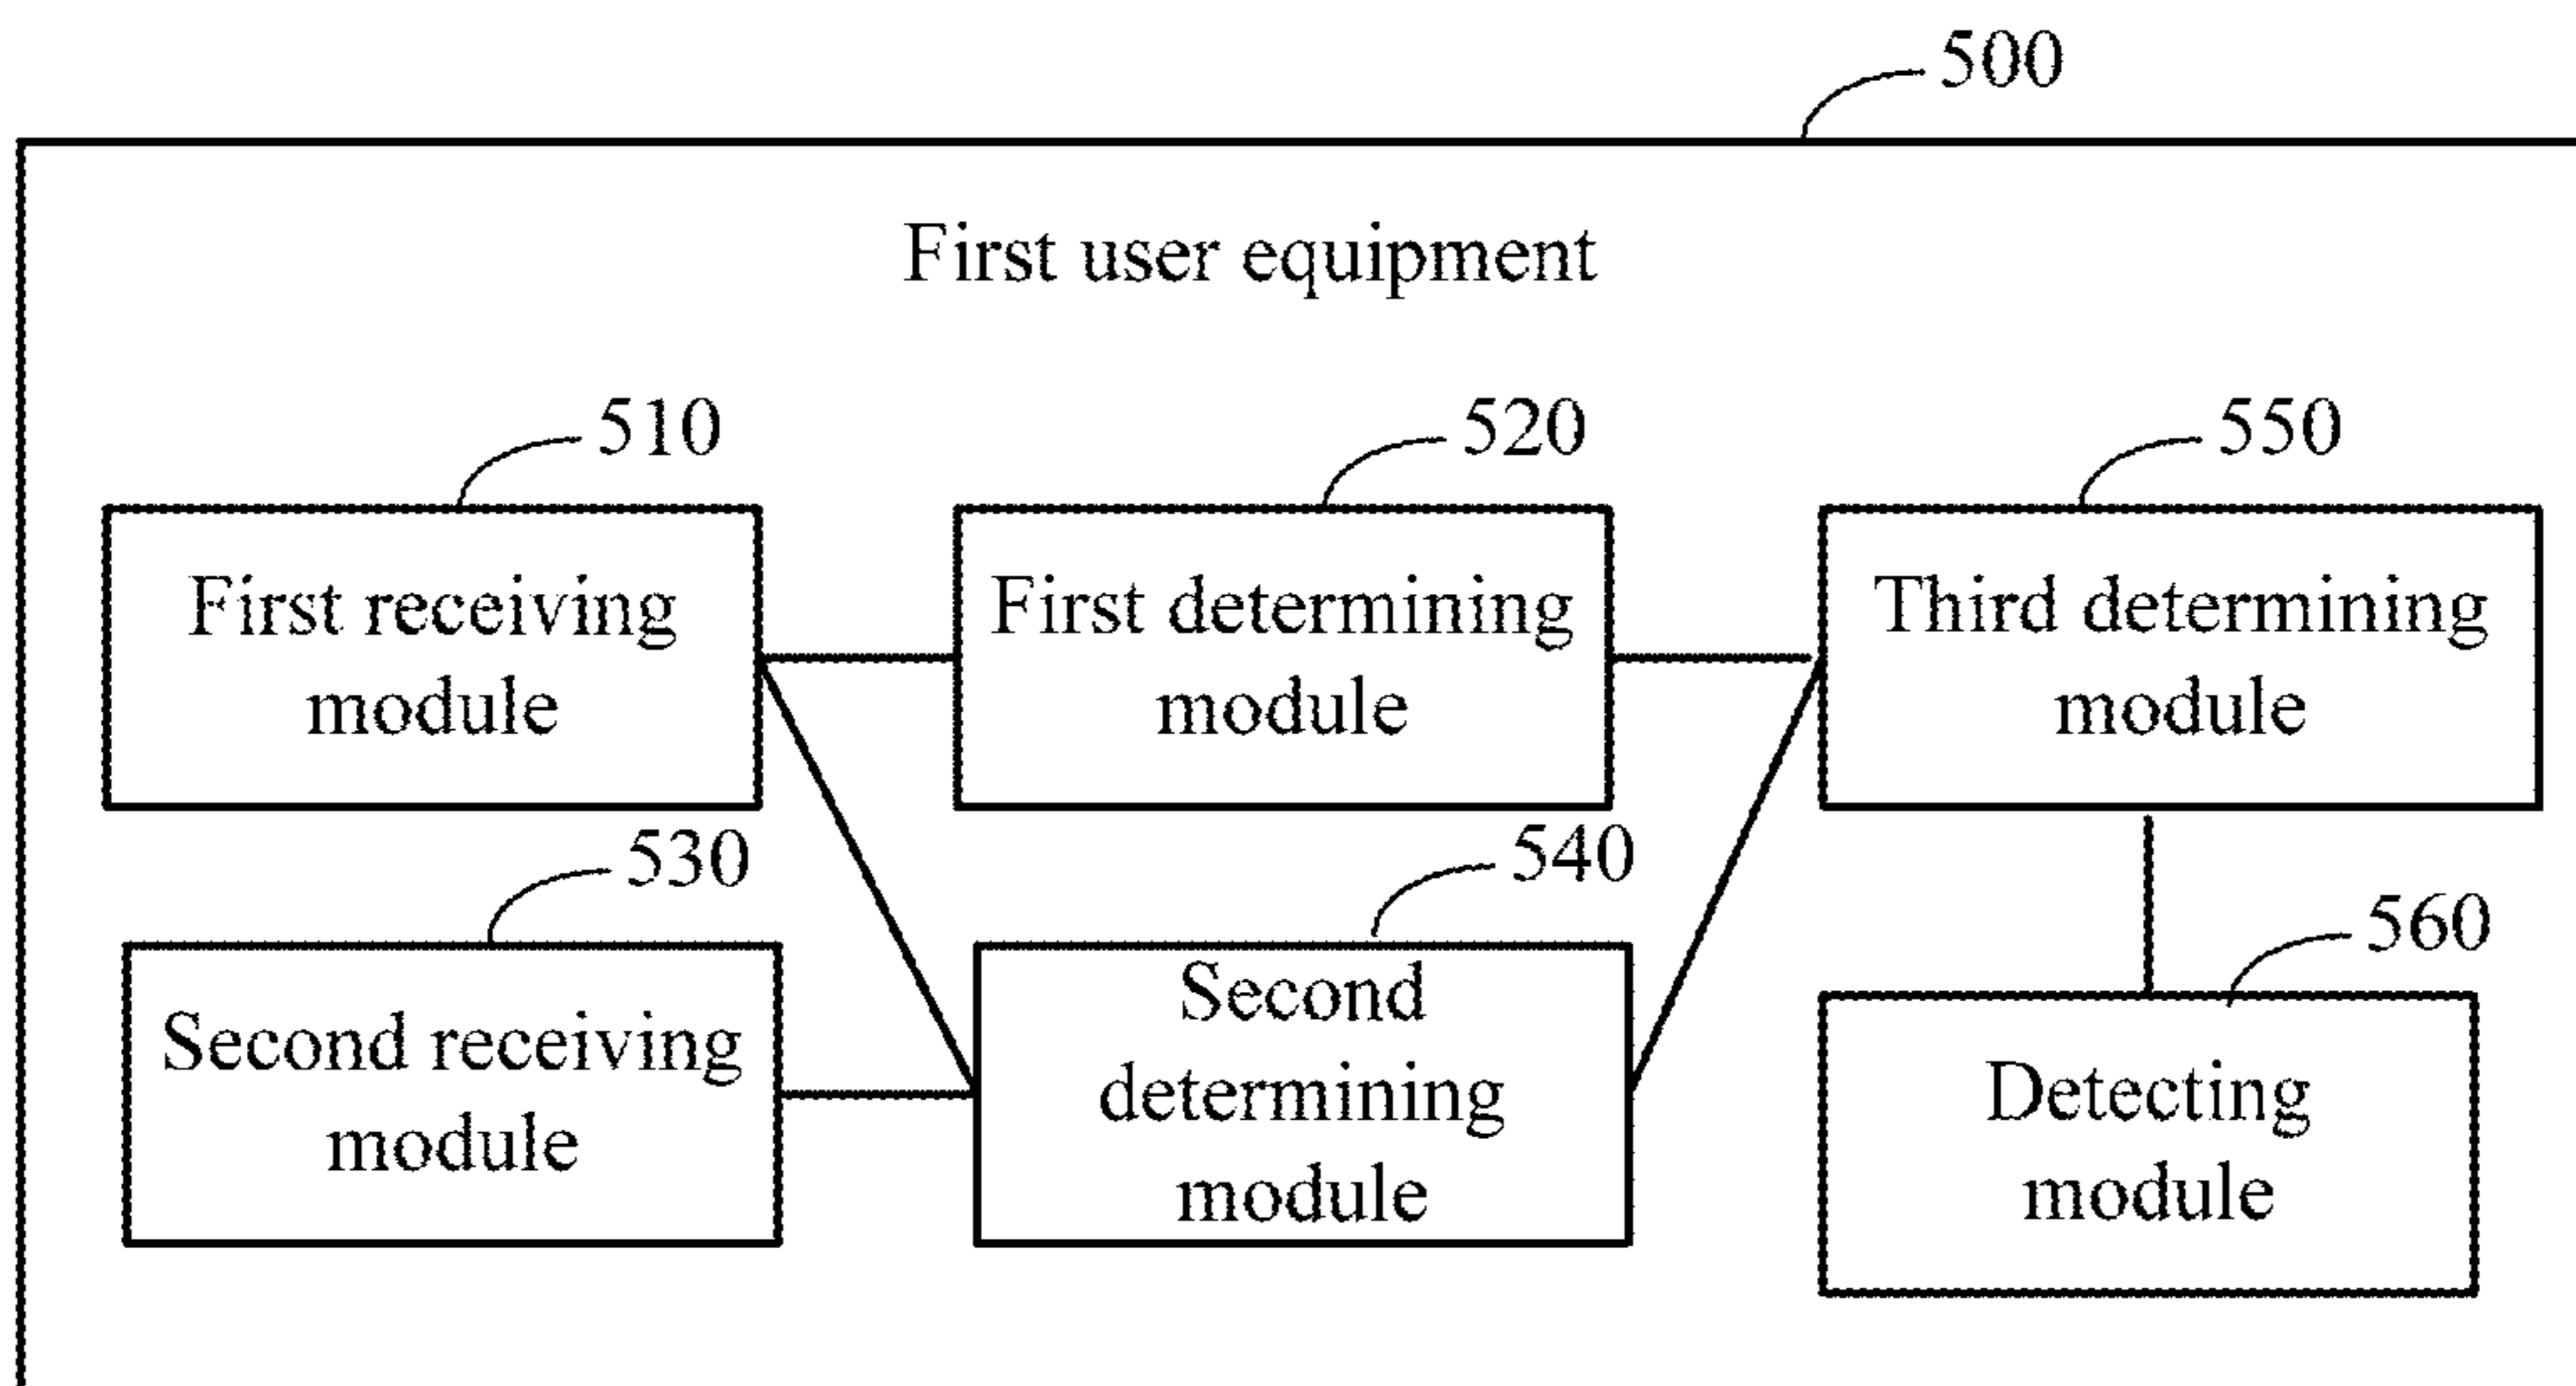 500
First user equipment
510
520
550
First receiving
module
First determining
module
Third determining
module
530
540
560
Second receiving
module
Second
determining
module
Detecting
module